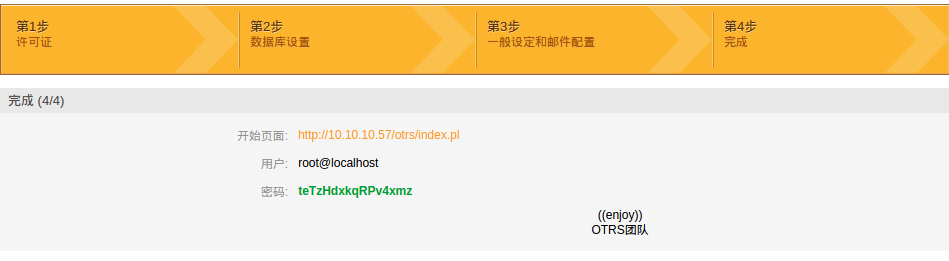 第1步
许可证
第2步
数据库设置
第3步
一般设定和邮件配置
第4步
完成
完成 (4/4)
开始页面: http://10.10.10.57/otrs/index.pl
用户: root@localhost
密码: teTzHdxkqRPv4xmz
((enjoy))
OTRS团队